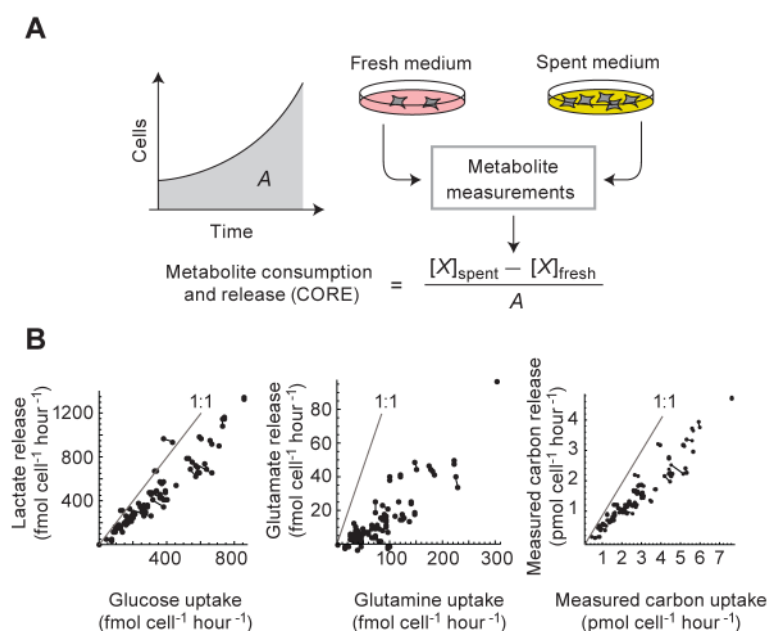 A
Fresh medium
Spent medium
Cells
A
Time
Metabolite
measurements
Metabolite consumption
and release (CORE)
=
[X]spent − [X]fresh
A
B
Lactate release
(fmol cell⁻¹ hour⁻¹)
1200
800
400
1:1
400 800
Glucose uptake
(fmol cell⁻¹ hour⁻¹)
Glutamate release
(fmol cell⁻¹ hour⁻¹)
80
60
40
20
1:1
100 200 300
Glutamine uptake
(fmol cell⁻¹ hour⁻¹)
Measured carbon release
(pmol cell⁻¹ hour⁻¹)
4
3
2
1
1:1
1 2 3 4 5 6 7
Measured carbon uptake
(pmol cell⁻¹ hour⁻¹)